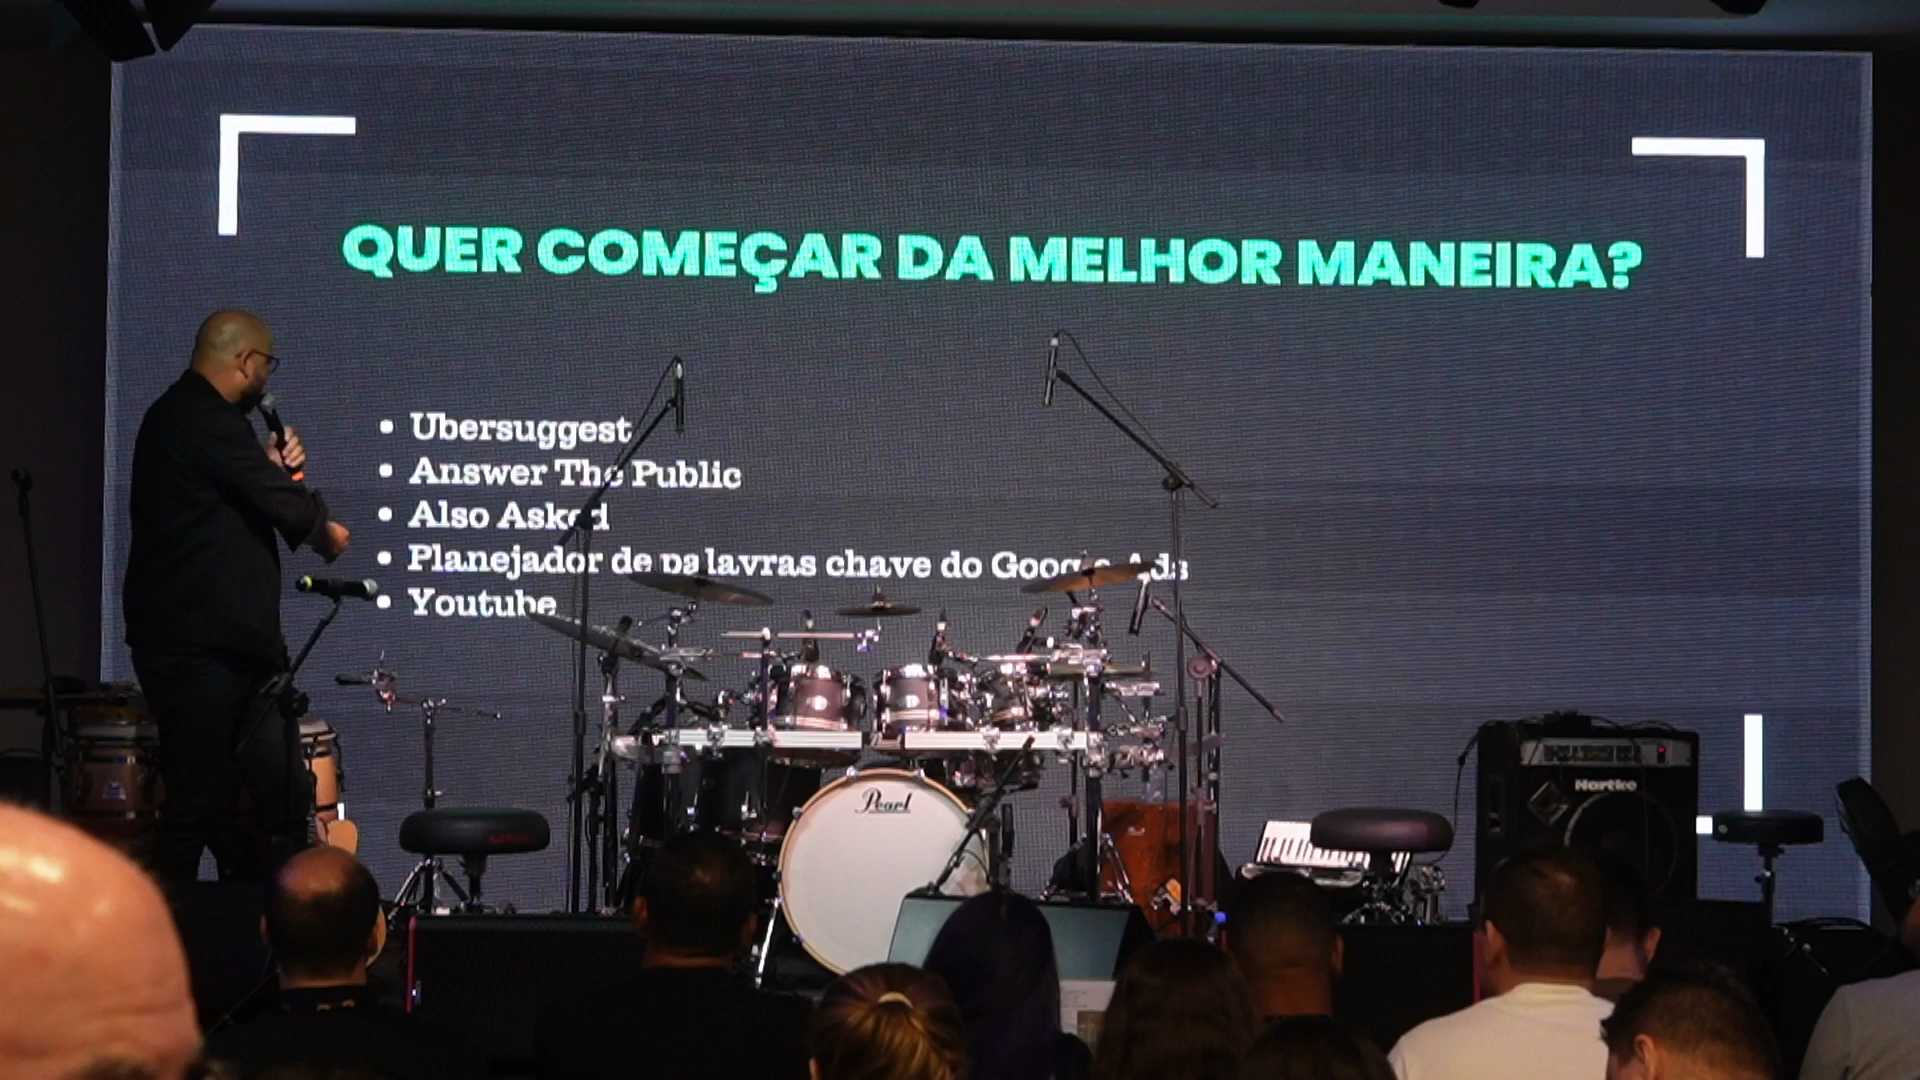 QUER COMEÇAR DA MELHOR MANEIRA?
• Ubersuggest
• Answer The Public
• Also Asked
• Planejador de palavras chave do Google Ads
• Youtube
Pearl
Hartke